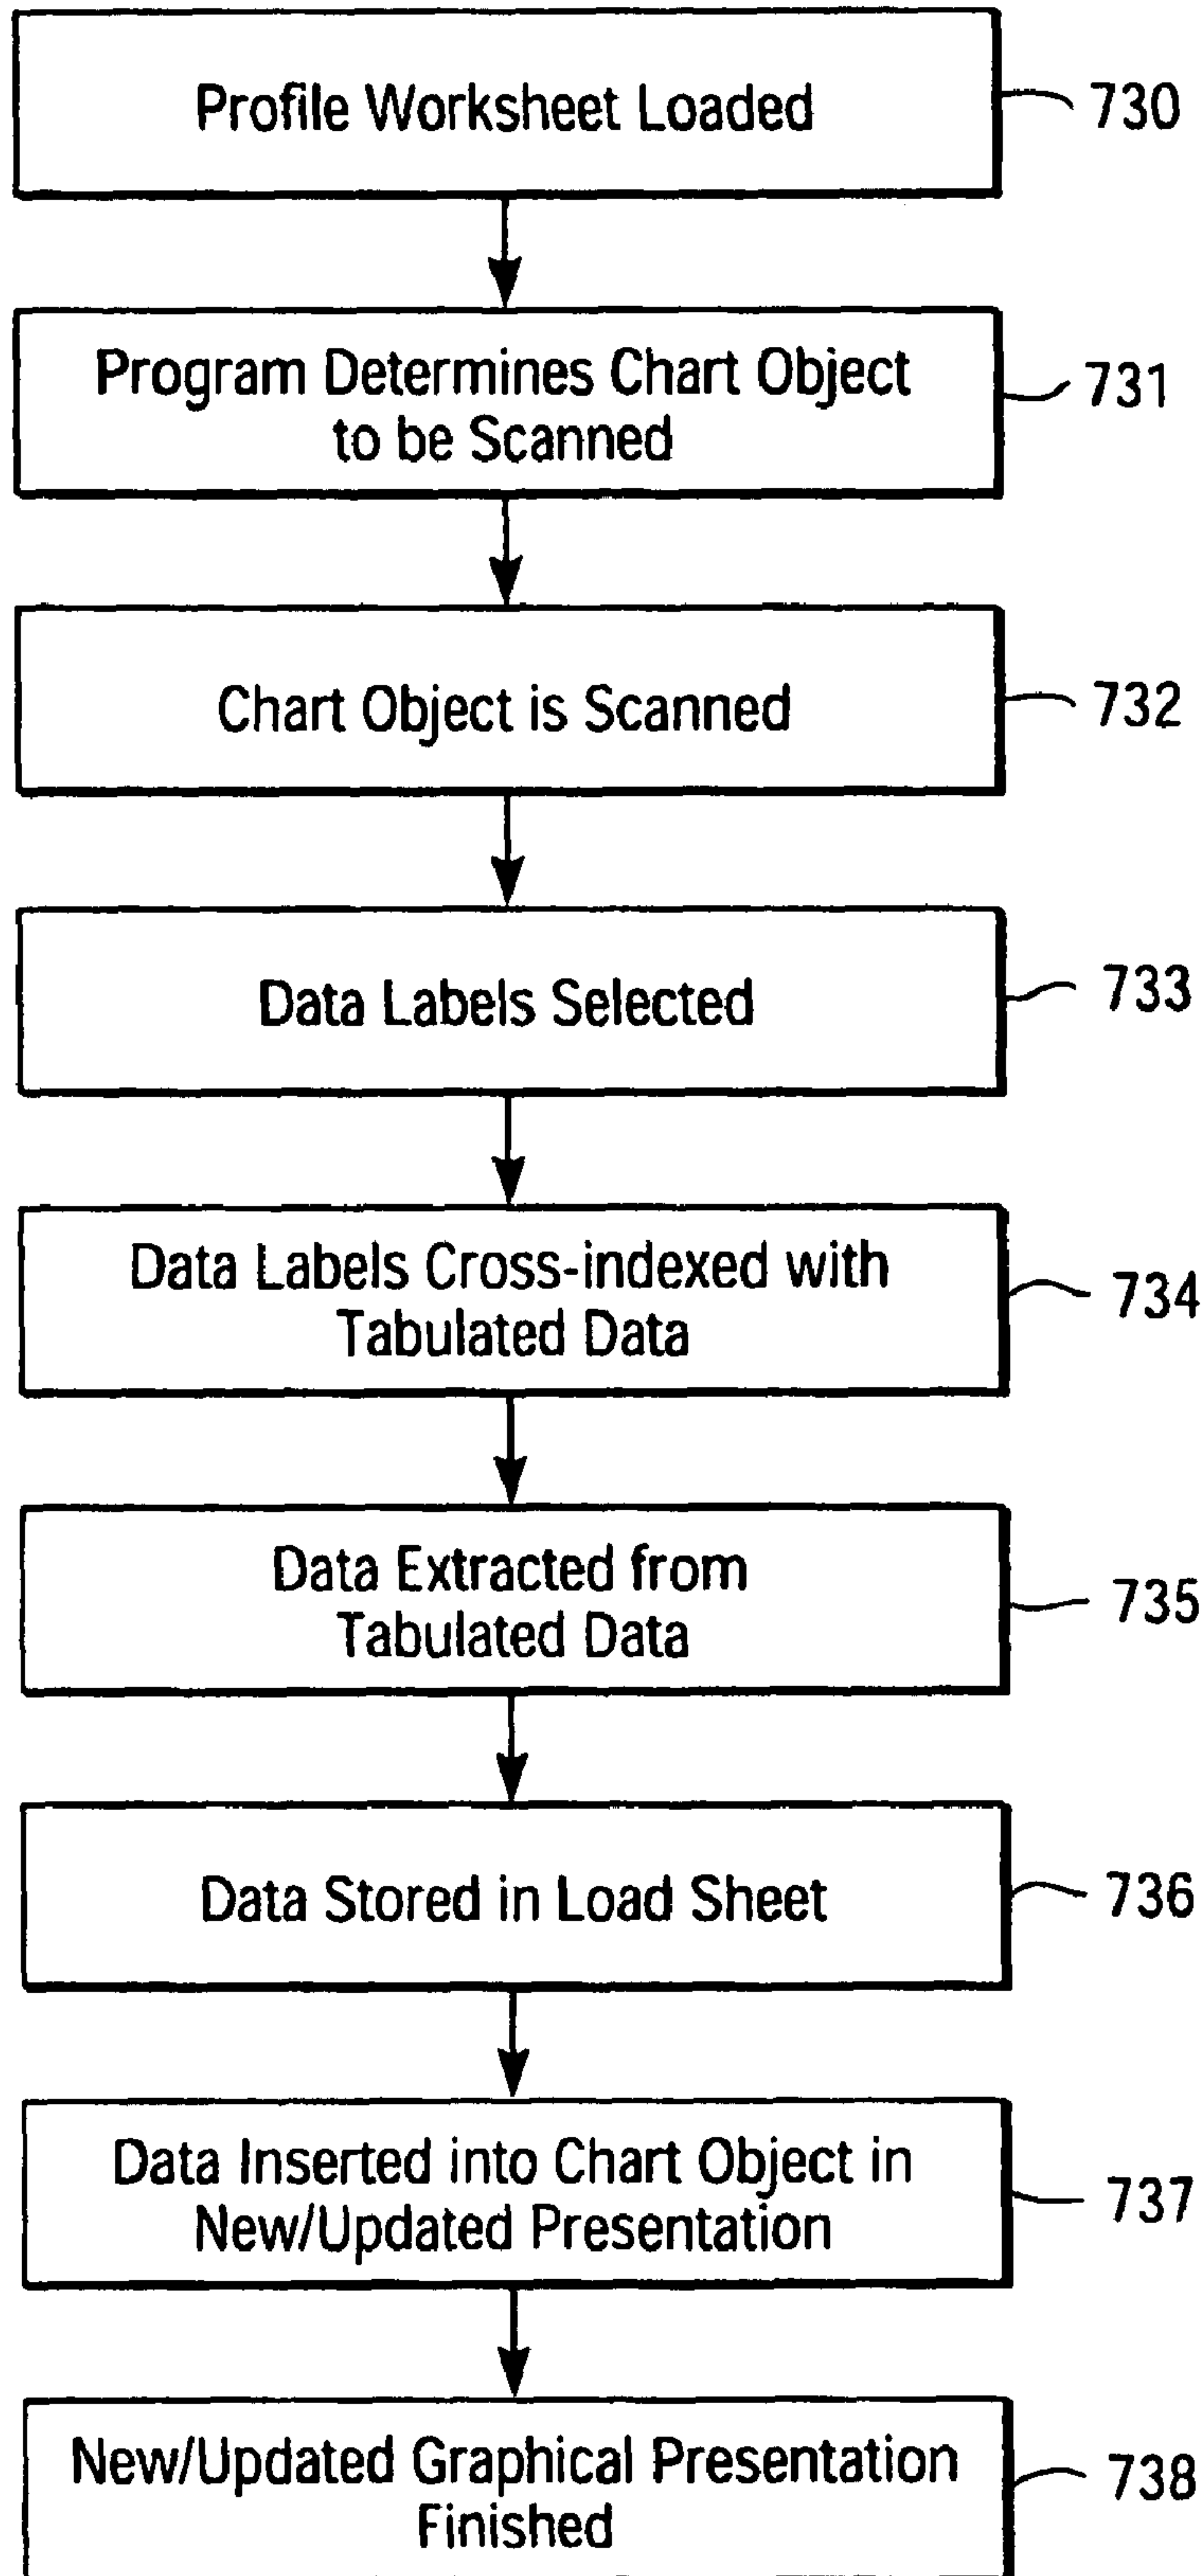 Profile Worksheet Loaded
730
Program Determines Chart Object
to be Scanned
731
Chart Object is Scanned
732
Data Labels Selected
733
Data Labels Cross-indexed with
Tabulated Data
734
Data Extracted from
Tabulated Data
735
Data Stored in Load Sheet
736
Data Inserted into Chart Object in
New/Updated Presentation
737
New/Updated Graphical Presentation
Finished
738